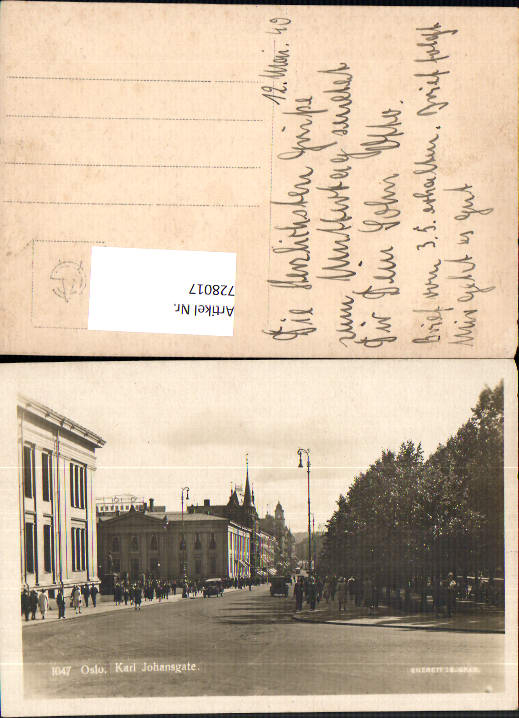 12. Mai. 40
Die herzlichsten Grüße
zum Muttertag sendet
Dir Dein Sohn
Brief vom 3.5. erhalten. Brief folgt
Mir geht es gut
Artikel Nr.
728017
1047 Oslo. Karl Johansgate.